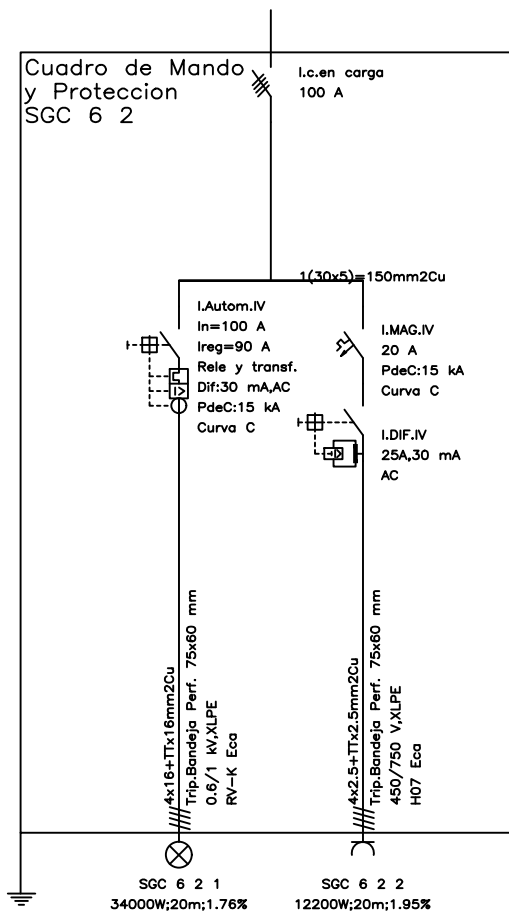 Cuadro de Mando
y Proteccion
SGC 6 2
I.c.en carga
100 A
1(30x5)=150mm2Cu
I.Autom.IV
In=100 A
Ireg=90 A
Rele y transf.
Dif:30 mA,AC
PdeC:15 kA
Curva C
I.MAG.IV
20 A
PdeC:15 kA
Curva C
I.DIF.IV
25A,30 mA
AC
4x16+TTx16mm2Cu
Trip.Bandeja Perf. 75x60 mm
0.6/1 kV,XLPE
RV-K Eca
4x2.5+TTx2.5mm2Cu
Trip.Bandeja Perf. 75x60 mm
450/750 V,XLPE
H07 Eca
SGC 6 2 1
34000W;20m;1.76%
SGC 6 2 2
12200W;20m;1.95%